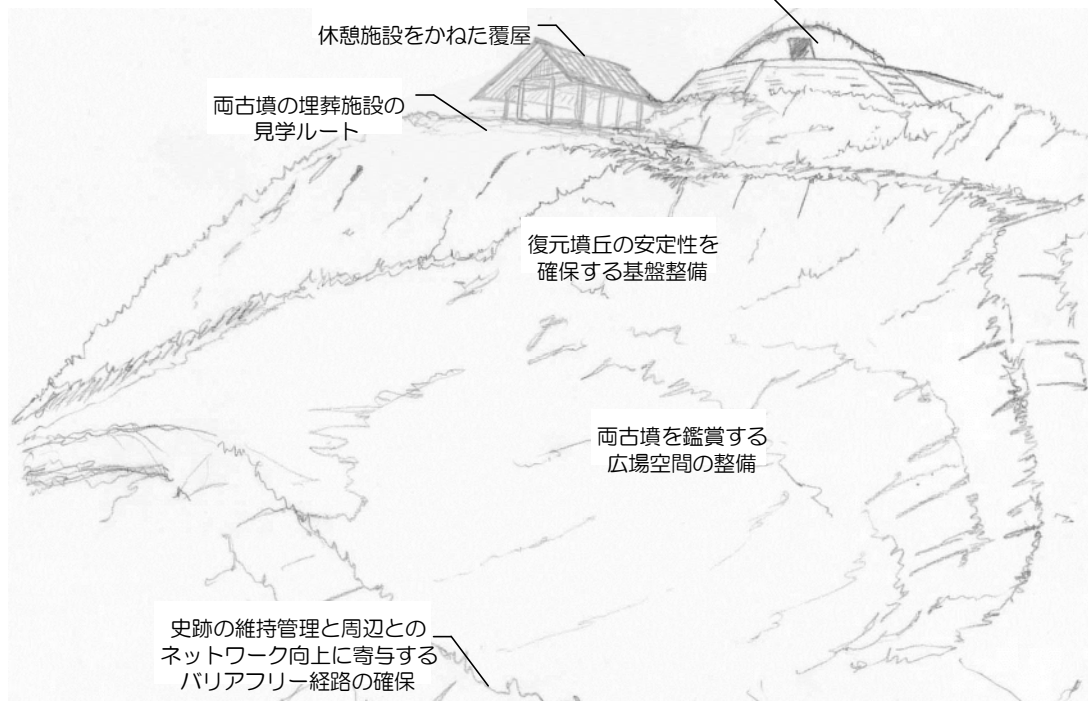 休憩施設をかねた覆屋
両古墳の埋葬施設の
見学ルート
復元墳丘の安定性を
確保する基盤整備
両古墳を鑑賞する
広場空間の整備
史跡の維持管理と周辺との
ネットワーク向上に寄与する
バリアフリー経路の確保